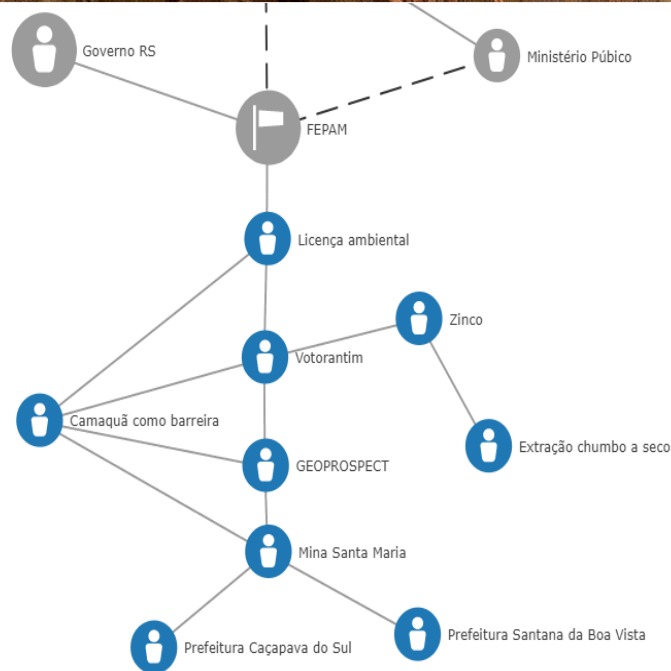 Governo RS
Ministério Púbico
FEPAM
Licença ambiental
Zinco
Votorantim
Camaquã como barreira
Extração chumbo a seco
GEOPROSPECT
Mina Santa Maria
Prefeitura Santana da Boa Vista
Prefeitura Caçapava do Sul